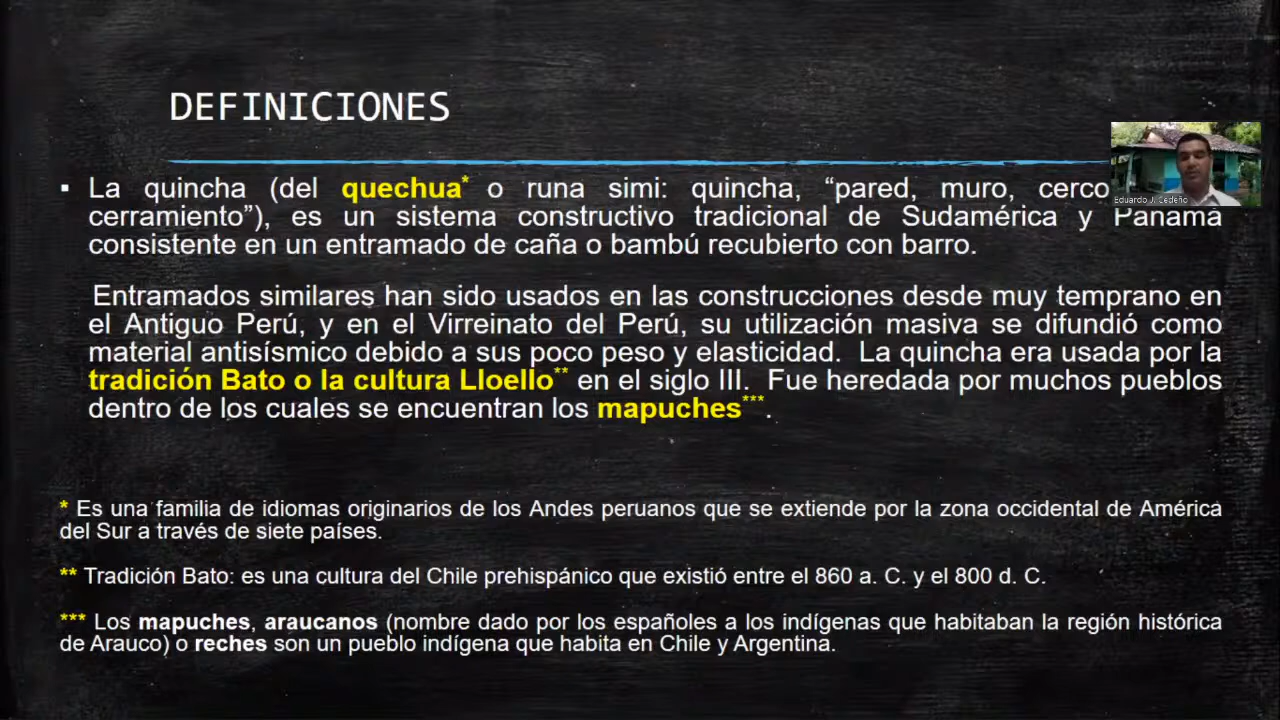 DEFINICIONES
▪ La quincha (del quechua* o runa simi: quincha, “pared, muro, cerco
cerramiento”), es un sistema constructivo tradicional de Sudamérica y Panamá
consistente en un entramado de caña o bambú recubierto con barro.
Entramados similares han sido usados en las construcciones desde muy temprano en
el Antiguo Perú, y en el Virreinato del Perú, su utilización masiva se difundió como
material antisísmico debido a sus poco peso y elasticidad. La quincha era usada por la
tradición Bato o la cultura Lloello** en el siglo III. Fue heredada por muchos pueblos
dentro de los cuales se encuentran los mapuches***.
* Es una familia de idiomas originarios de los Andes peruanos que se extiende por la zona occidental de América
del Sur a través de siete países.
** Tradición Bato: es una cultura del Chile prehispánico que existió entre el 860 a. C. y el 800 d. C.
*** Los mapuches, araucanos (nombre dado por los españoles a los indígenas que habitaban la región histórica
de Arauco) o reches son un pueblo indígena que habita en Chile y Argentina.
Eduardo J. Cedeño